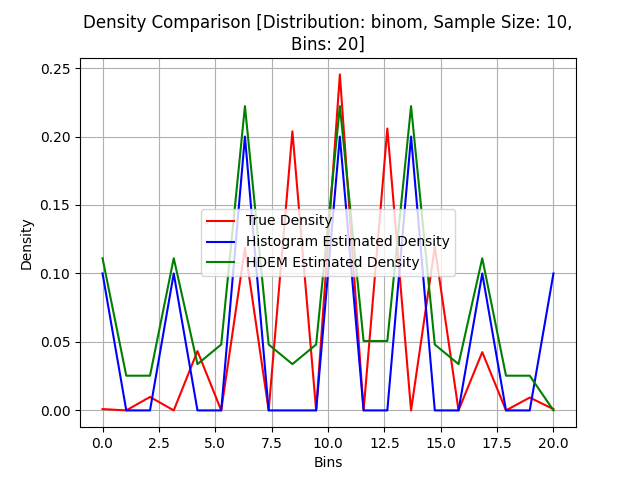 Density Comparison [Distribution: binom, Sample Size: 10,
Bins: 20]
0.25
0.20
0.15
0.10
0.05
0.00
Density
True Density
Histogram Estimated Density
HDEM Estimated Density
0.0 2.5 5.0 7.5 10.0 12.5 15.0 17.5 20.0
Bins